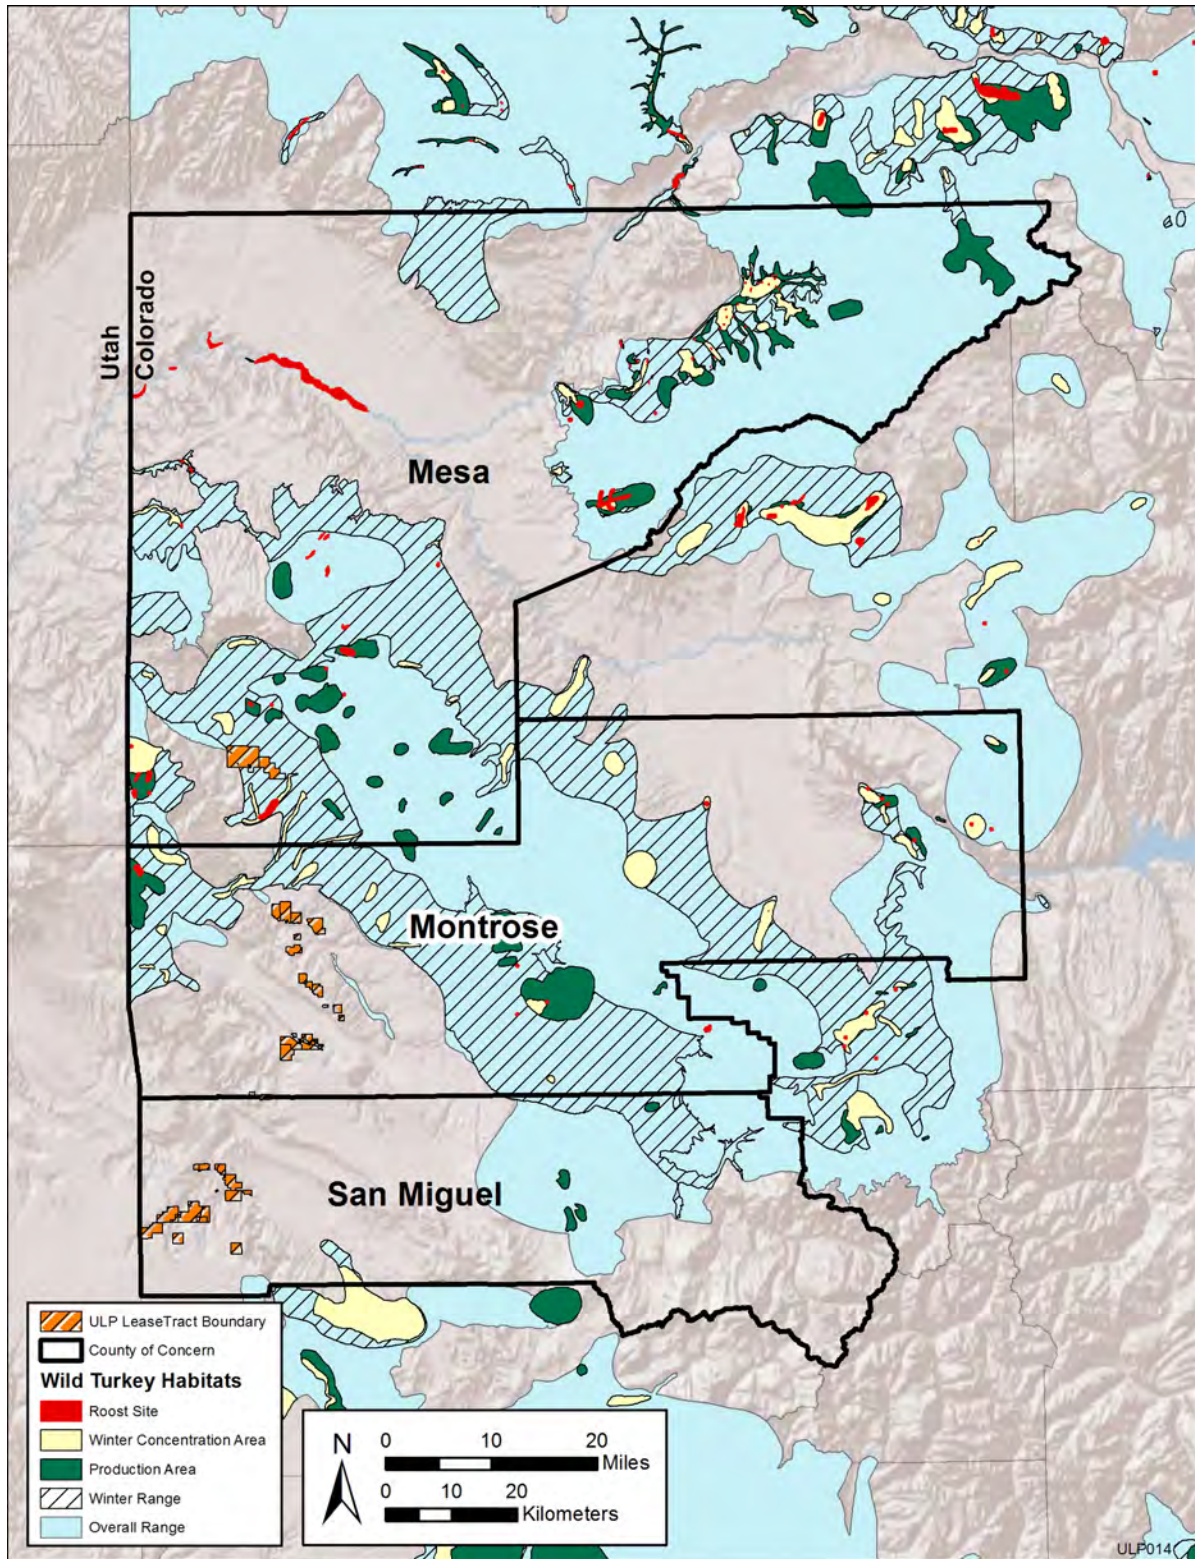 Utah
Colorado
Mesa
Montrose
San Miguel
ULP LeaseTract Boundary
County of Concern
Wild Turkey Habitats
Roost Site
Winter Concentration Area
Production Area
Winter Range
Overall Range
N
0 10 20
Miles
0 10 20
Kilometers
ULP014